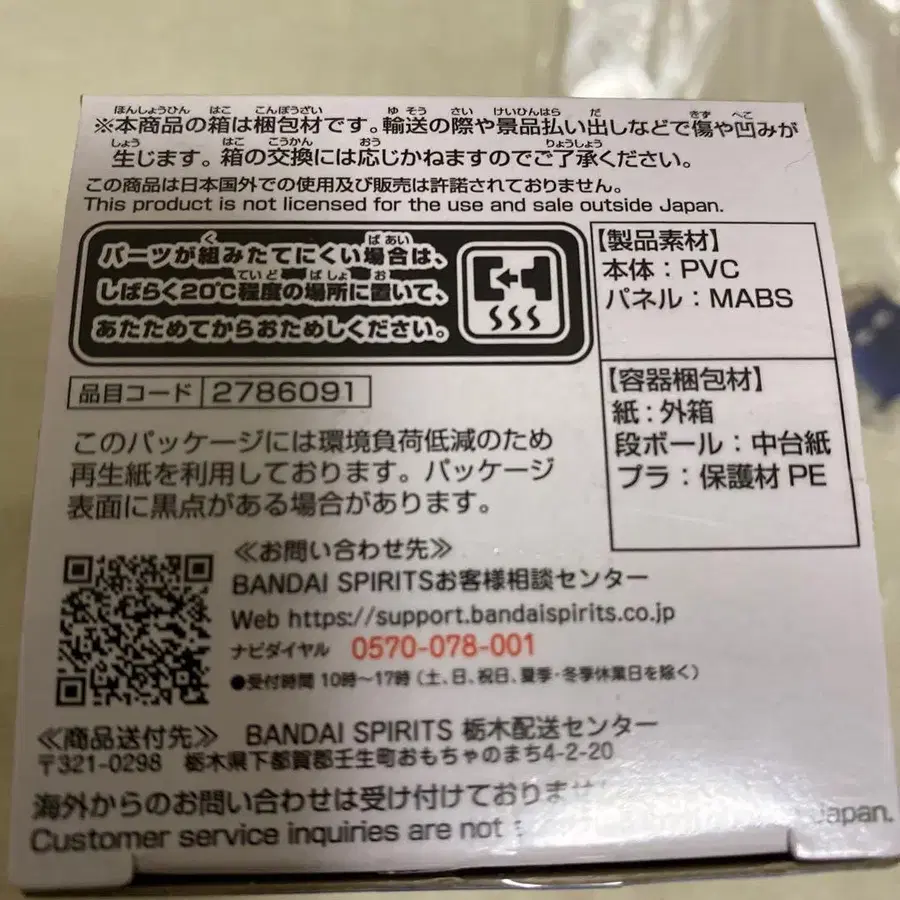 ※本商品の箱は梱包材です。輸送の際や景品払い出しなどで傷や凹みが
生じます。箱の交換には応じかねますのでご了承ください。
この商品は日本国外での使用及び販売は許諾されておりません。
This product is not licensed for the use and sale outside Japan.
パーツが組みたてにくい場合は、
しばらく20℃程度の場所に置いて、
あたためてからおためしください。
【製品素材】
本体：PVC
パネル：MABS
【容器梱包材】
紙：外箱
段ボール：中台紙
プラ：保護材 PE
品目コード 2786091
このパッケージには環境負荷低減のため
再生紙を利用しております。パッケージ
表面に黒点がある場合があります。
≪お問い合わせ先≫
BANDAI SPIRITSお客様相談センター
Web https://support.bandaispirits.co.jp
ナビダイヤル 0570-078-001
●受付時間 10時～17時（土、日、祝日、夏季・冬季休業日を除く）
≪商品送付先≫ BANDAI SPIRITS 栃木配送センター
〒321-0298 栃木県下都賀郡壬生町おもちゃのまち4-2-20
海外からのお問い合わせは受け付けておりませ
Customer service inquiries are not Japan.